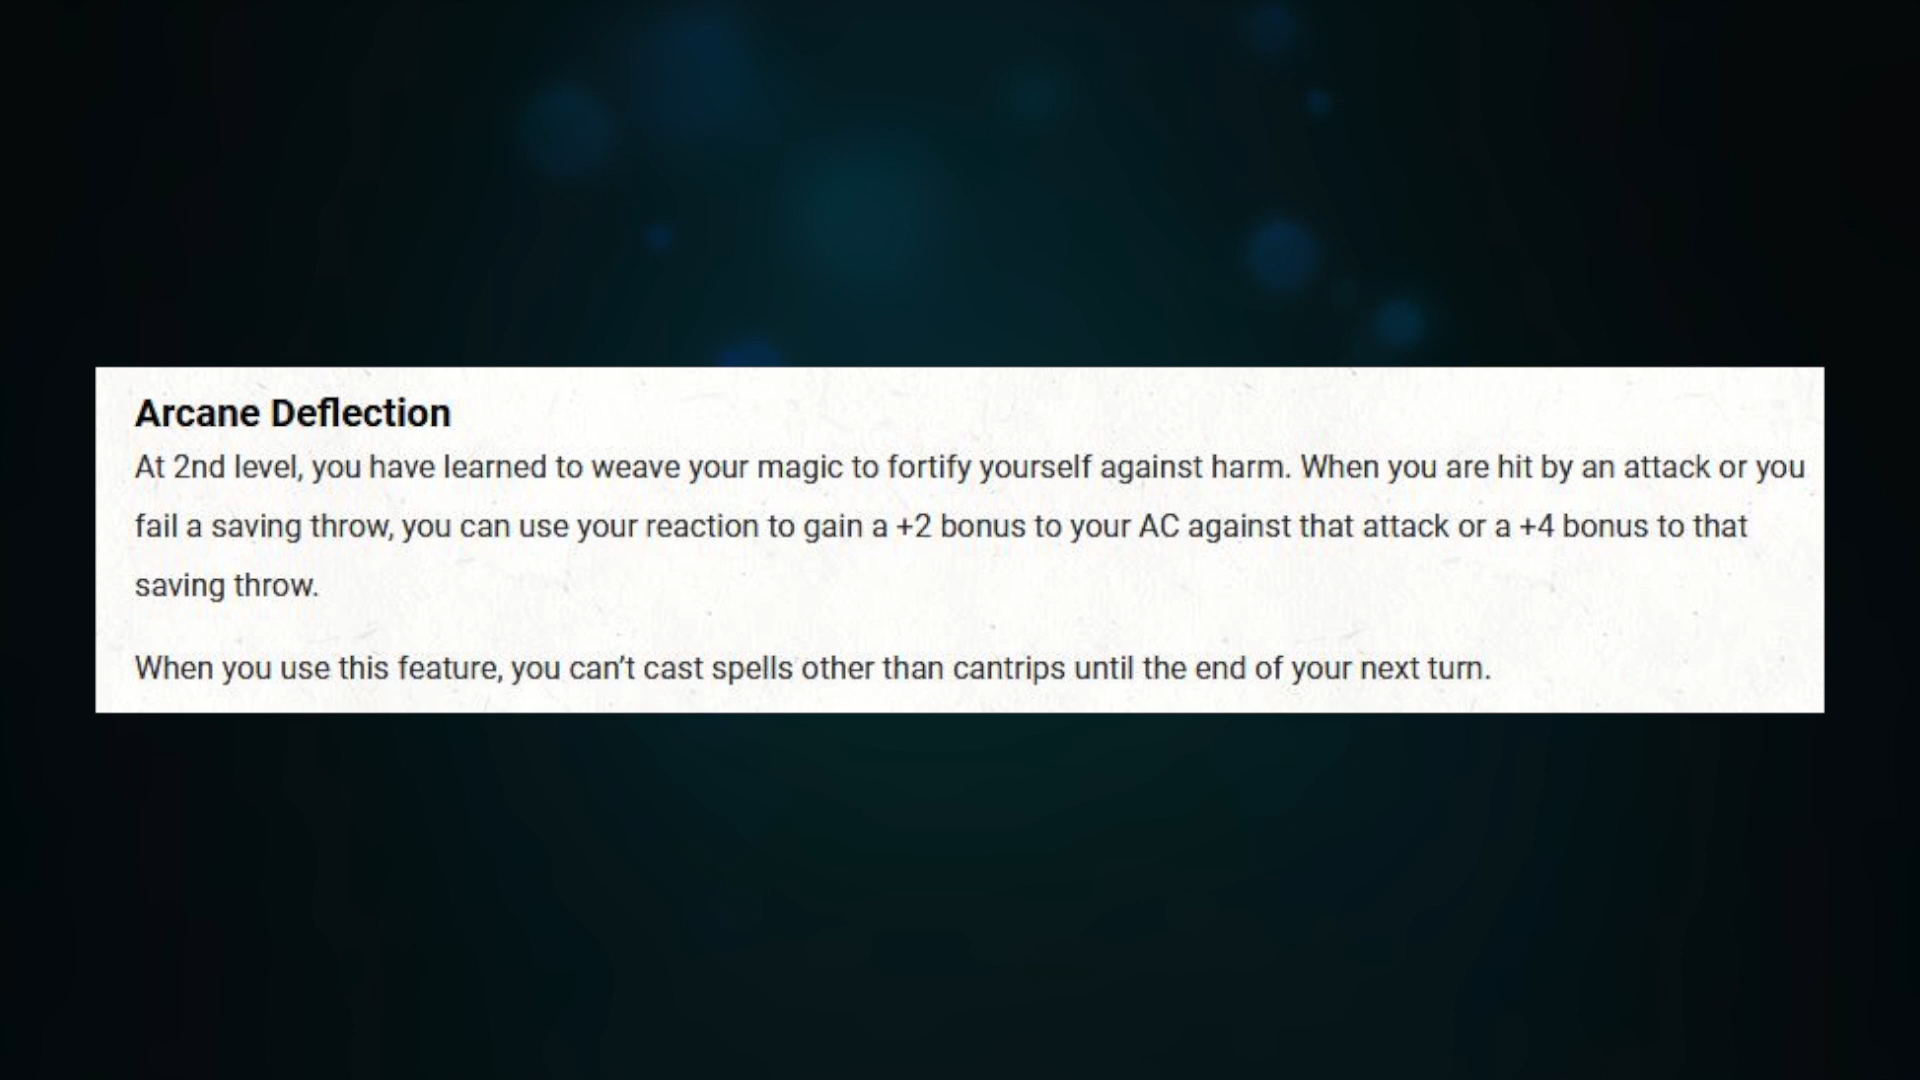 Arcane Deflection
At 2nd level, you have learned to weave your magic to fortify yourself against harm. When you are hit by an attack or you
fail a saving throw, you can use your reaction to gain a +2 bonus to your AC against that attack or a +4 bonus to that
saving throw.
When you use this feature, you can’t cast spells other than cantrips until the end of your next turn.